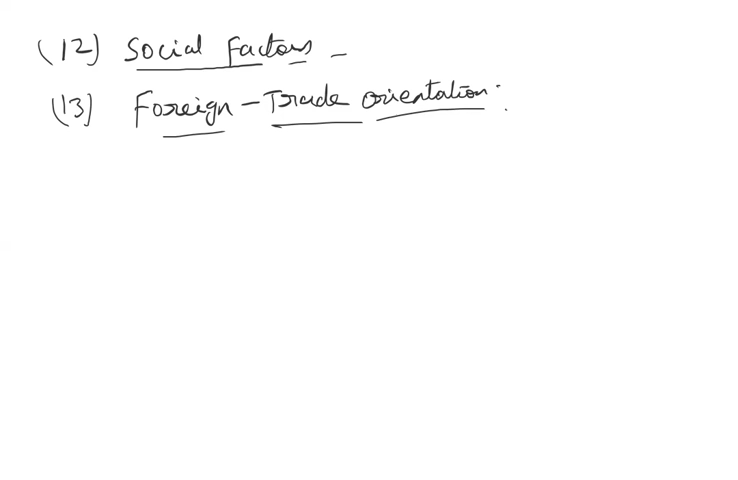 (12) Social Factors -
(13) Foreign - Trade orientation :